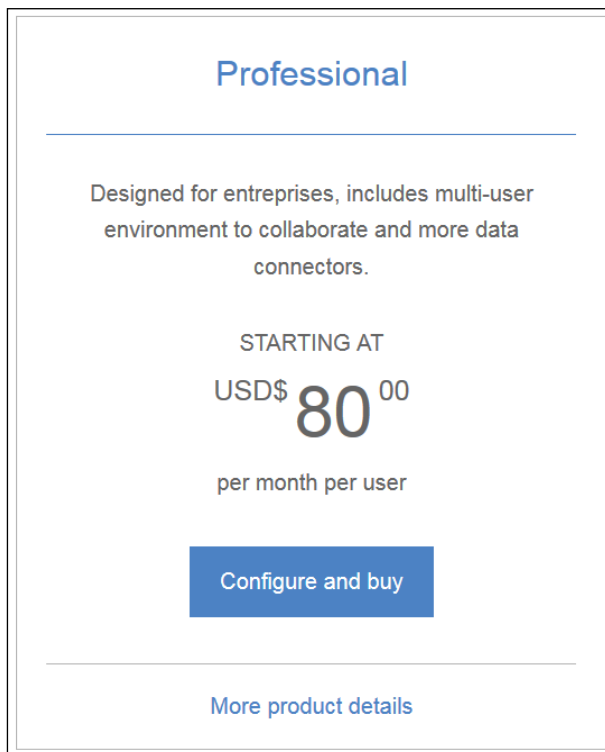 Professional
Designed for entreprises, includes multi-user
environment to collaborate and more data
connectors.
STARTING AT
USD$ 80 00
per month per user
Configure and buy
More product details